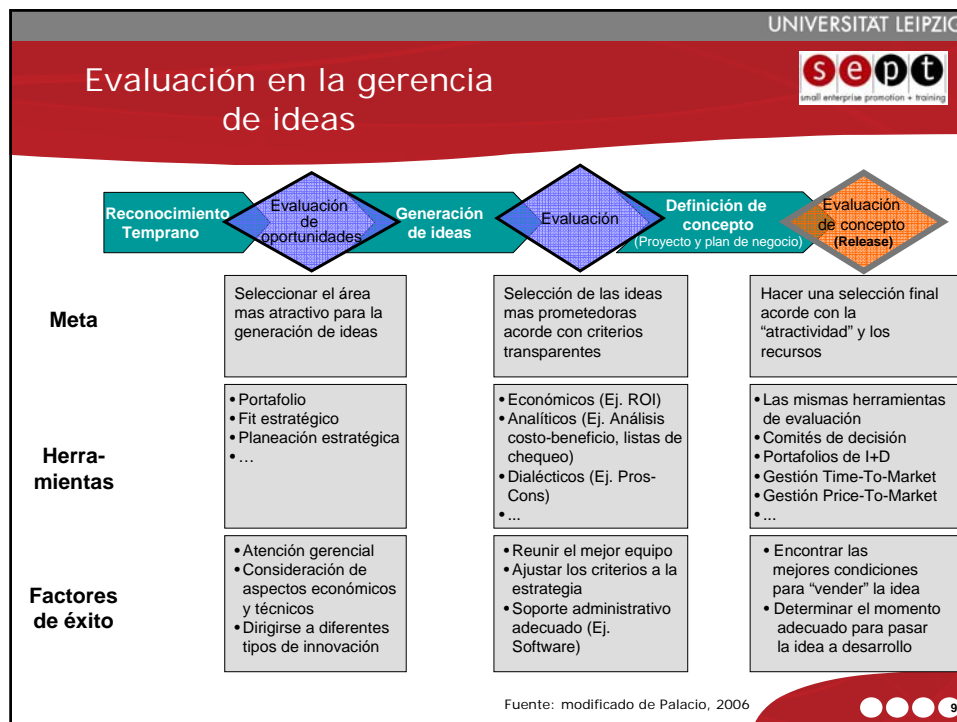 UNIVERSITÄT LEIPZIG
Evaluación en la gerencia
de ideas
sept
small enterprise promotion + training
Reconocimiento
Temprano
Evaluación
de
oportunidades
Generación
de ideas
Evaluación
Definición de
concepto
(Proyecto y plan de negocio)
Evaluación
de concepto
(Release)
Meta
Seleccionar el área
mas atractivo para la
generación de ideas
Selección de las ideas
mas prometedoras
acorde con criterios
transparentes
Hacer una selección final
acorde con la
“atractividad” y los
recursos
Herra-
mientas
• Portafolio
• Fit estratégico
• Planeación estratégica
• …
• Económicos (Ej. ROI)
• Analíticos (Ej. Análisis
costo-beneficio, listas de
chequeo)
• Dialécticos (Ej. Pros-
Cons)
• ...
• Las mismas herramientas
de evaluación
• Comités de decisión
• Portafolios de I+D
• Gestión Time-To-Market
• Gestión Price-To-Market
• ...
Factores
de éxito
• Atención gerencial
• Consideración de
aspectos económicos y
técnicos
• Dirigirse a diferentes
tipos de innovación
• Reunir el mejor equipo
• Ajustar los criterios a la
estrategia
• Soporte administrativo
adecuado (Ej.
Software)
• Encontrar las
mejores condiciones
para “vender” la idea
• Determinar el momento
adecuado para pasar
la idea a desarrollo
Fuente: modificado de Palacio, 2006
9